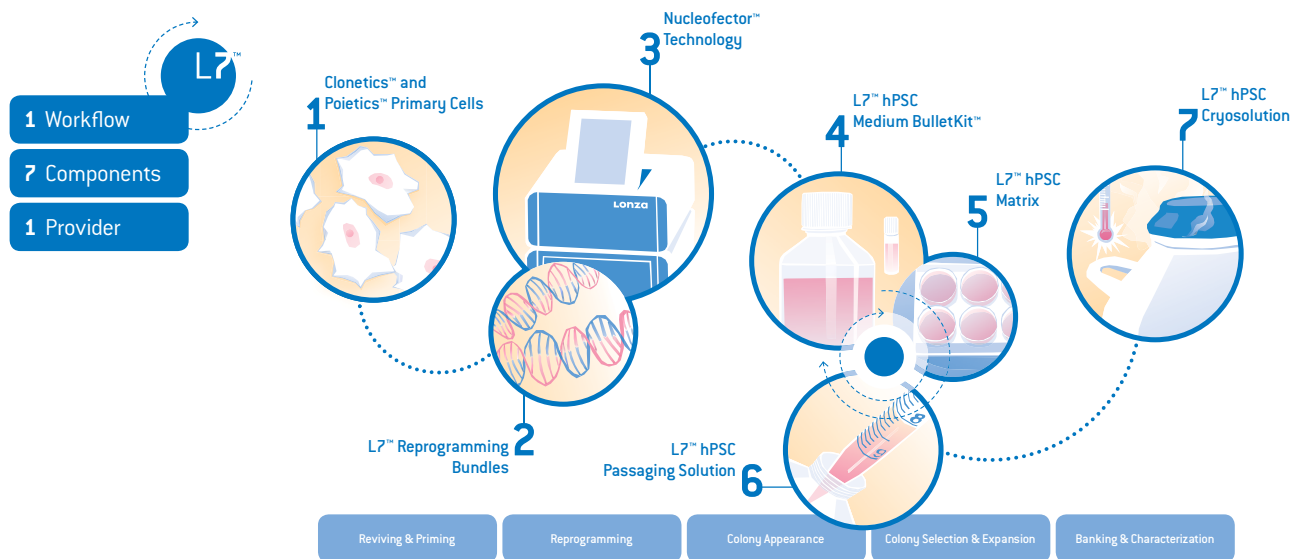 L7™
1 Workflow
7 Components
1 Provider
1
Clonetics™ and
Poietics™ Primary Cells
L7™ Reprogramming
Bundles
2
3
Nucleofector™
Technology
Lonza
L7™ hPSC
Medium BulletKit™
4
L7™ hPSC
Matrix
5
L7™ hPSC
Passaging Solution
6
8
L7™ hPSC
Cryosolution
7
Reviving & Priming
Reprogramming
Colony Appearance
Colony Selection & Expansion
Banking & Characterization